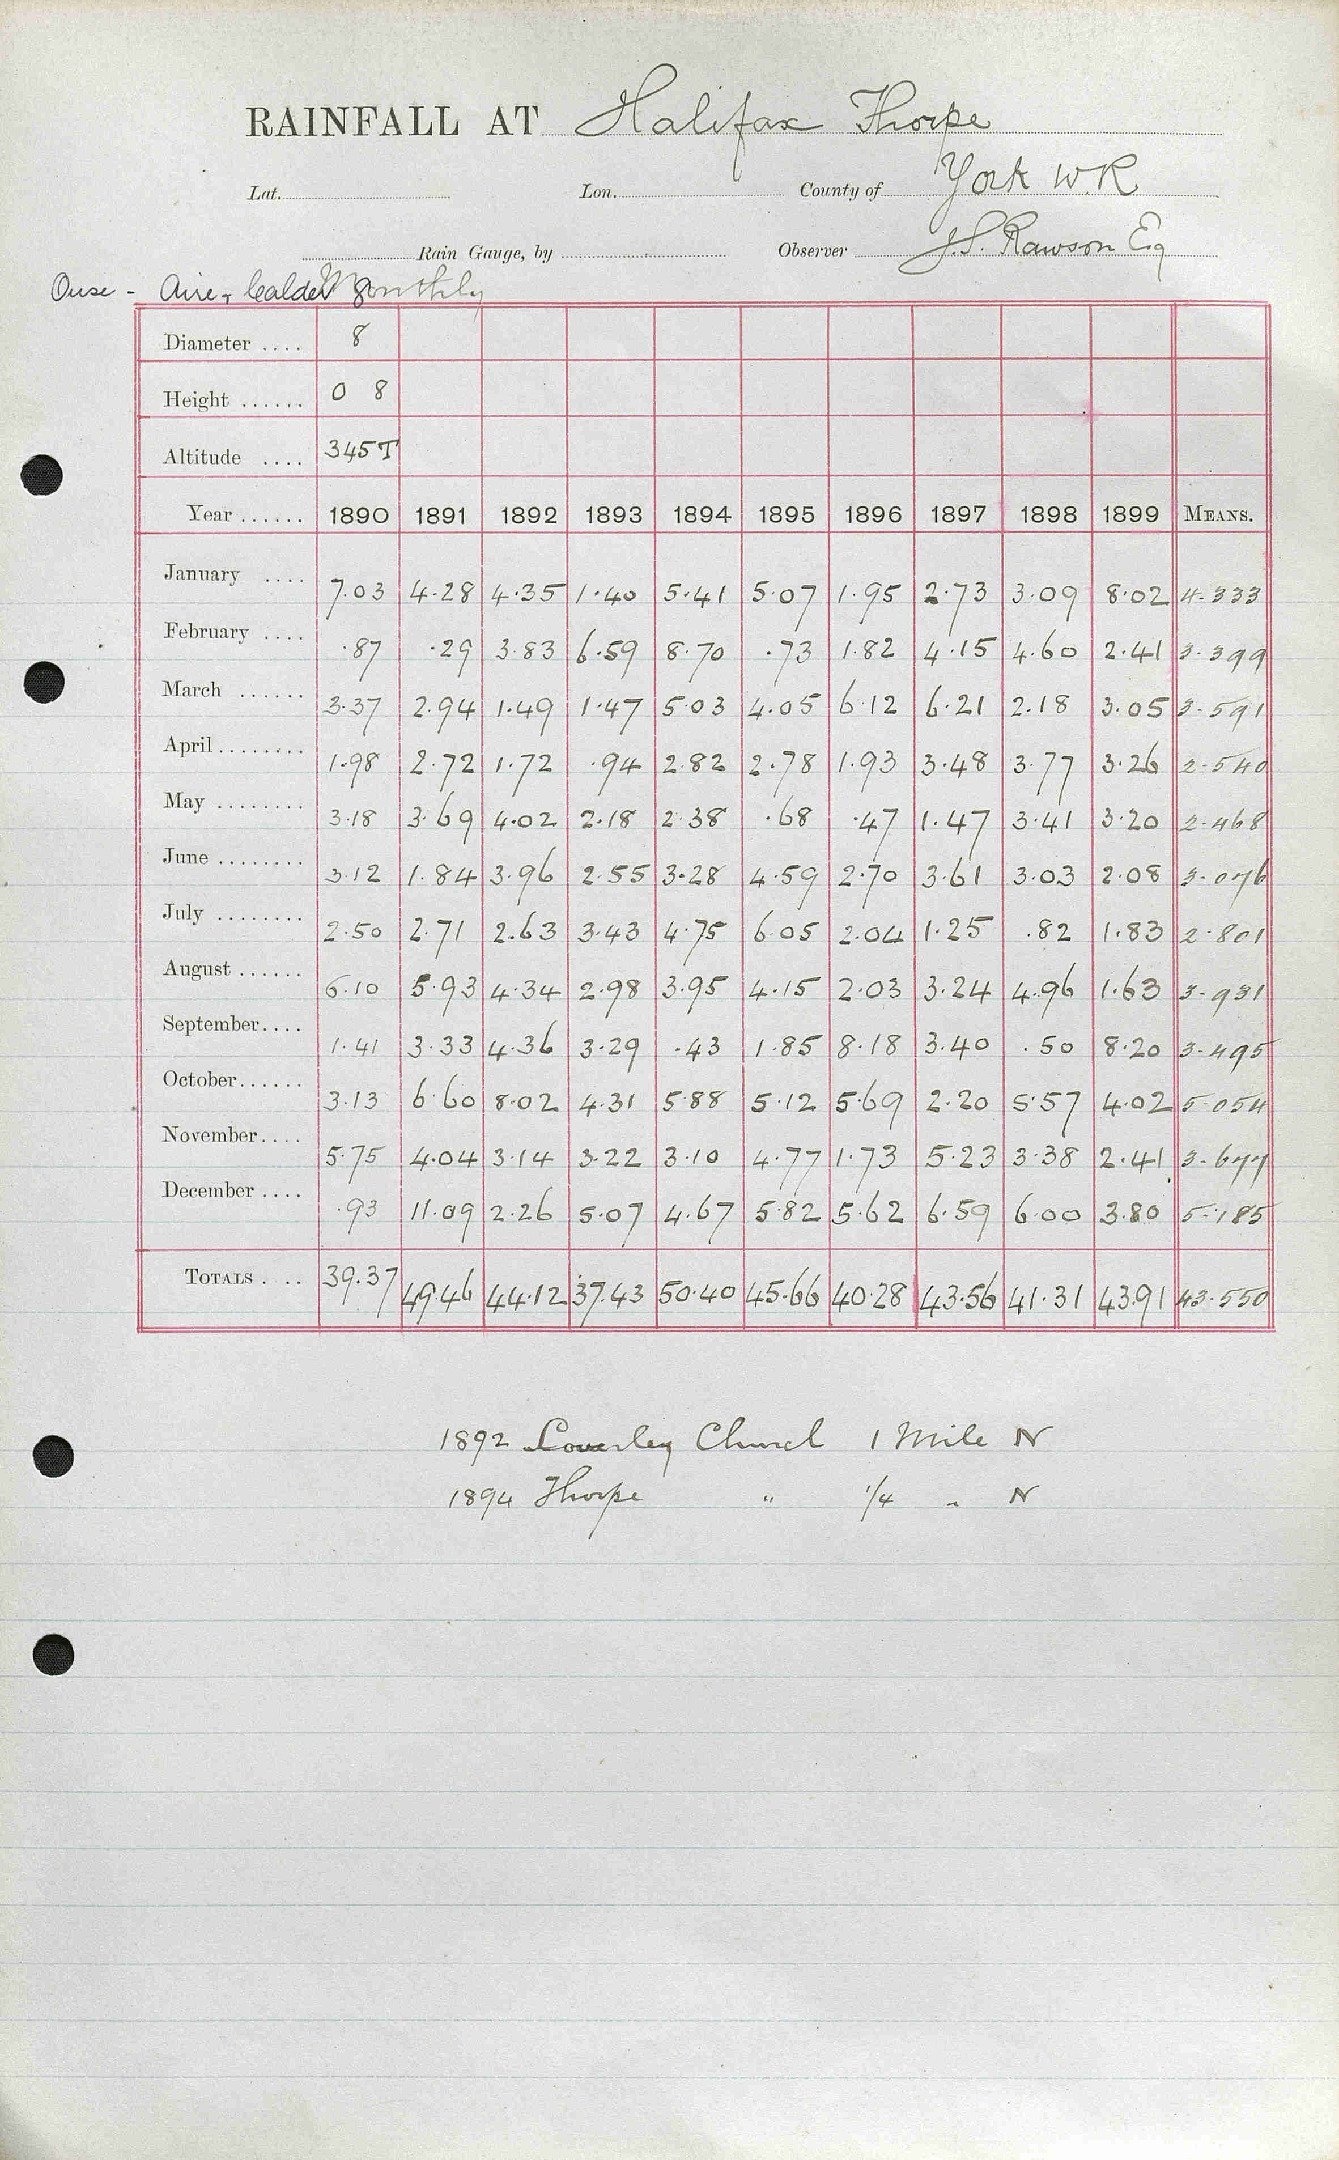 RAINFALL AT Halifax Thorpe
Lat. Lon. County of York W.R
Rain Gauge, by Observer J.S. Rawson Esq
Ouse - Aire & Calder Monthly
Diameter .... 8
Height ...... 0 8
Altitude .... 345T
Year ...... 1890 1891 1892 1893 1894 1895 1896 1897 1898 1899 MEANS.
January .... 7.03 4.28 4.35 1.40 5.41 5.07 1.95 2.73 3.09 8.02 4.333
February .... .87 .29 3.83 6.59 8.70 .73 1.82 4.15 4.60 2.41 3.399
March ...... 3.37 2.94 1.49 1.47 5.03 4.05 6.12 6.21 2.18 3.05 3.591
April ........ 1.98 2.72 1.72 .94 2.82 2.78 1.93 3.48 3.77 3.26 2.540
May ........ 3.18 3.69 4.02 2.18 2.38 .68 .47 1.47 3.41 3.20 2.468
June ........ 3.12 1.84 3.96 2.55 3.28 4.59 2.70 3.61 3.03 2.08 3.076
July ........ 2.50 2.71 2.63 3.43 4.75 6.05 2.04 1.25 .82 1.83 2.801
August ...... 6.10 5.93 4.34 2.98 3.95 4.15 2.03 3.24 4.96 1.63 3.931
September .... 1.41 3.33 4.36 3.29 .43 1.85 8.18 3.40 .50 8.20 3.495
October ...... 3.13 6.60 8.02 4.31 5.88 5.12 5.69 2.20 5.57 4.02 5.054
November .... 5.75 4.04 3.14 3.22 3.10 4.77 1.73 5.23 3.38 2.41 3.677
December .... .93 11.09 2.26 5.07 4.67 5.82 5.62 6.59 6.00 3.80 5.185
TOTALS .... 39.37 49.46 44.12 37.43 50.40 45.66 40.28 43.56 41.31 43.91 43.550
1892 Church 1 Mile N
1894 Thorpe " 1/4 " N